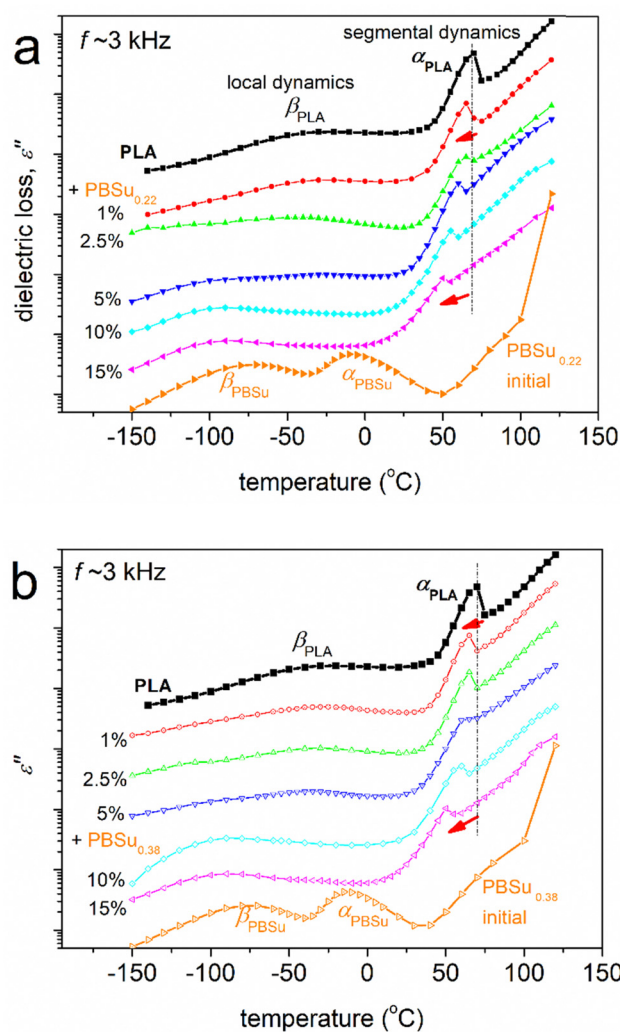 a
f ~3 kHz
segmental dynamics
αPLA
local dynamics
βPLA
PLA
+ PBSu0.22
1%
2.5%
5%
10%
15%
βPBSu
αPBSu
PBSu0.22
initial
dielectric loss, ε''
-150 -100 -50 0 50 100 150
temperature (°C)
b
f ~3 kHz
αPLA
βPLA
PLA
1%
2.5%
5%
+ PBSu0.38
10%
15%
βPBSu
αPBSu
PBSu0.38
initial
ε''
-150 -100 -50 0 50 100 150
temperature (°C)